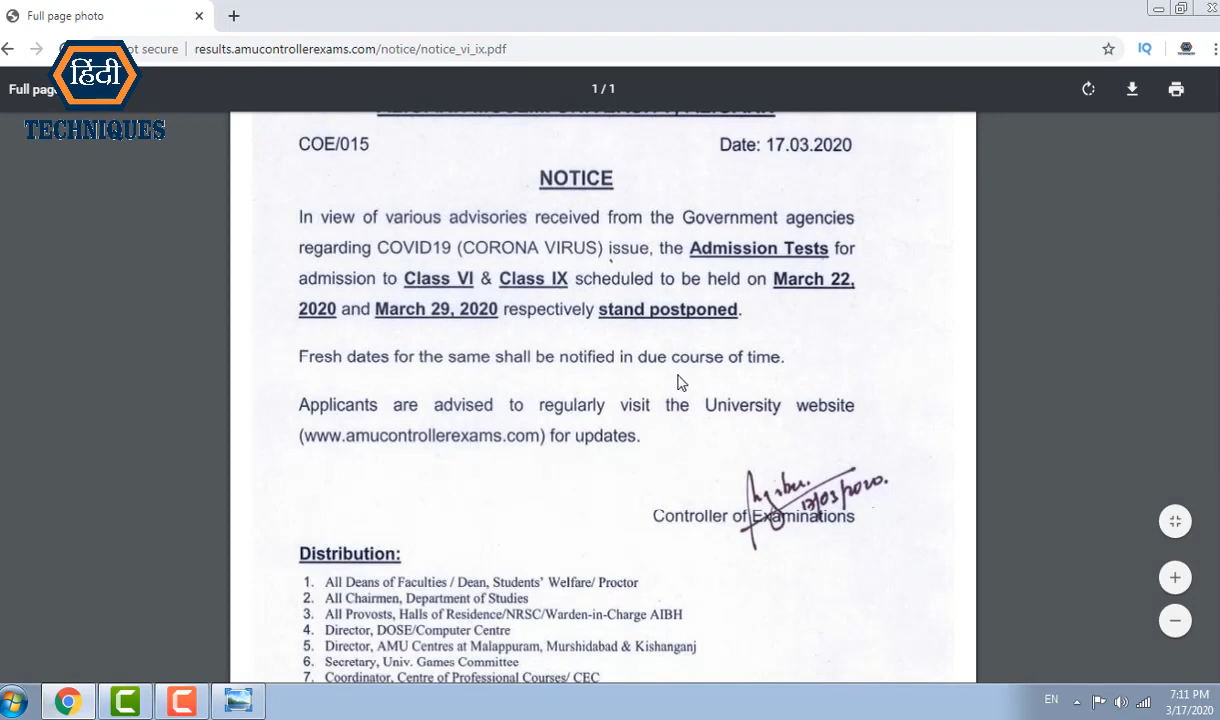 Full page photo
Not secure | results.amucontrollerexams.com/notice/notice_vi_ix.pdf
IQ
हिंदी
TECHNIQUES
Full pag
1 / 1
COE/015 Date: 17.03.2020
NOTICE
In view of various advisories received from the Government agencies
regarding COVID19 (CORONA VIRUS) issue, the Admission Tests for
admission to Class VI & Class IX scheduled to be held on March 22,
2020 and March 29, 2020 respectively stand postponed.
Fresh dates for the same shall be notified in due course of time.
Applicants are advised to regularly visit the University website
(www.amucontrollerexams.com) for updates.
17/03/2020.
Controller of Examinations
Distribution:
1. All Deans of Faculties / Dean, Students' Welfare/ Proctor
2. All Chairmen, Department of Studies
3. All Provosts, Halls of Residence/NRSC/Warden-in-Charge AIBH
4. Director, DOSE/Computer Centre
5. Director, AMU Centres at Malappuram, Murshidabad & Kishanganj
6. Secretary, Univ. Games Committee
7. Coordinator, Centre of Professional Courses/ CEC
EN
7:11 PM
3/17/2020